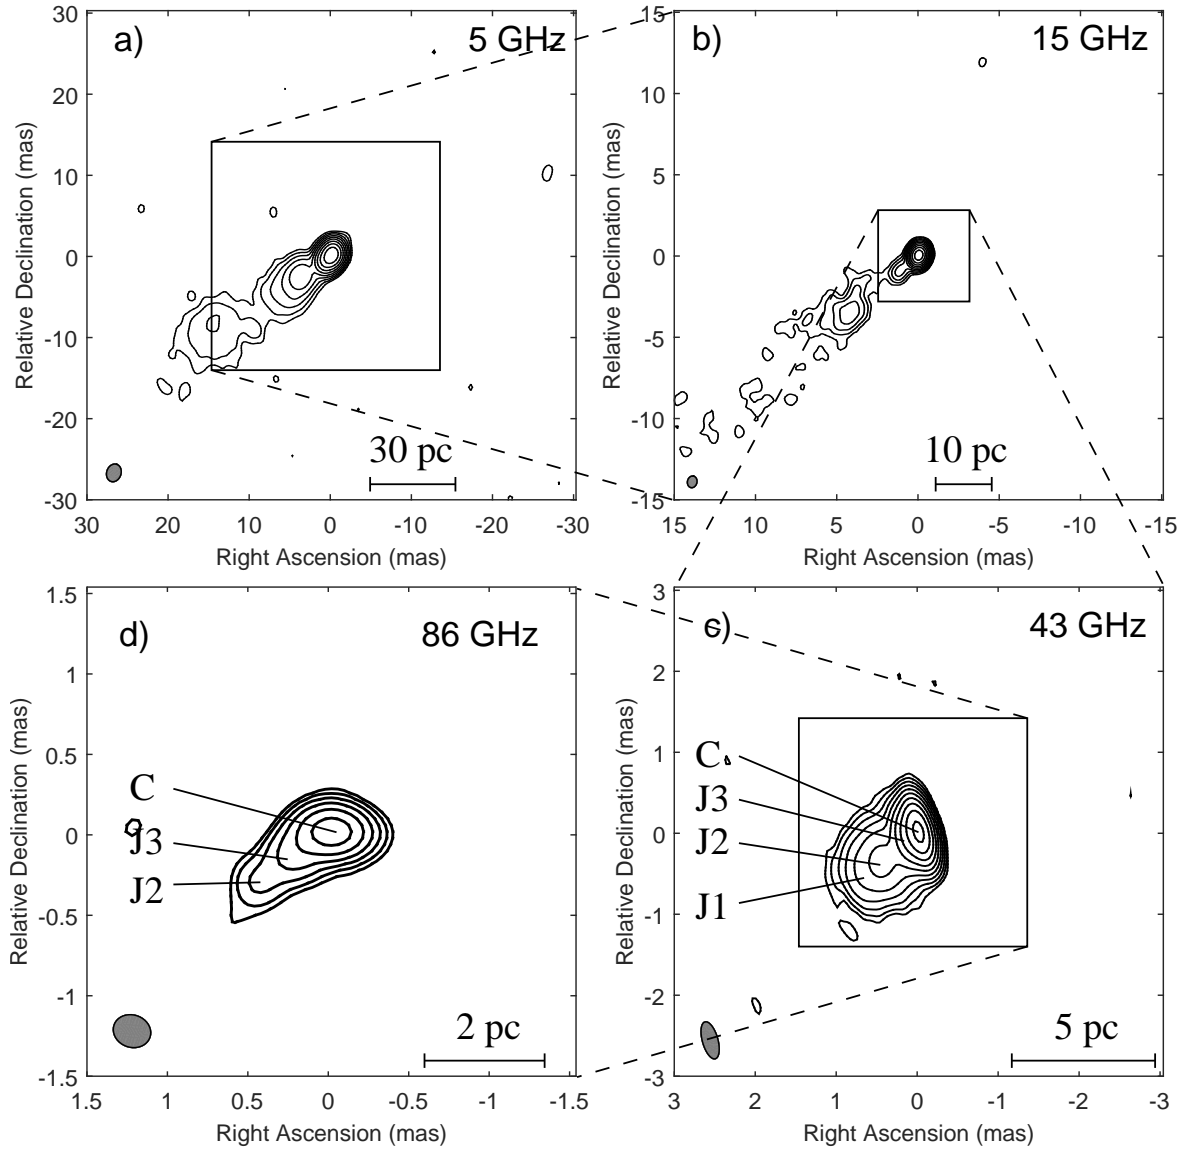 a)
5 GHz
30
20
10
0
-10
-20
-30
Relative Declination (mas)
30 pc
30
20
10
0
-10
-20
-30
Right Ascension (mas)
b)
15 GHz
15
10
5
0
-5
-10
-15
Relative Declination (mas)
10 pc
15
10
5
0
-5
-10
-15
Right Ascension (mas)
d)
86 GHz
1.5
1
0.5
0
-0.5
-1
-1.5
Relative Declination (mas)
C
J3
J2
2 pc
1.5
1
0.5
0
-0.5
-1
-1.5
Right Ascension (mas)
c)
43 GHz
3
2
1
0
-1
-2
-3
Relative Declination (mas)
C
J3
J2
J1
5 pc
3
2
1
0
-1
-2
-3
Right Ascension (mas)